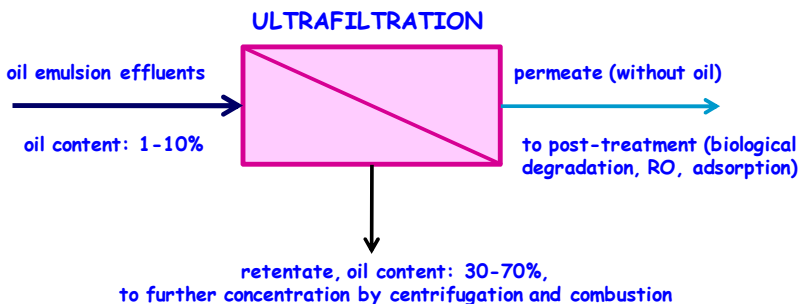 ULTRAFILTRATION
oil emulsion effluents
oil content: 1-10%
permeate (without oil)
to post-treatment (biological
degradation, RO, adsorption)
retentate, oil content: 30-70%,
to further concentration by centrifugation and combustion